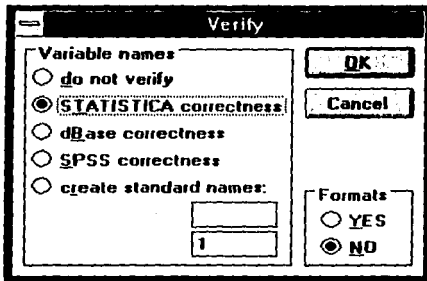 Verify
Variable names
do not verify
STATISTICA correctness
dBase correctness
SPSS correctness
create standard names:
1
OK
Cancel
Formats
YES
NO